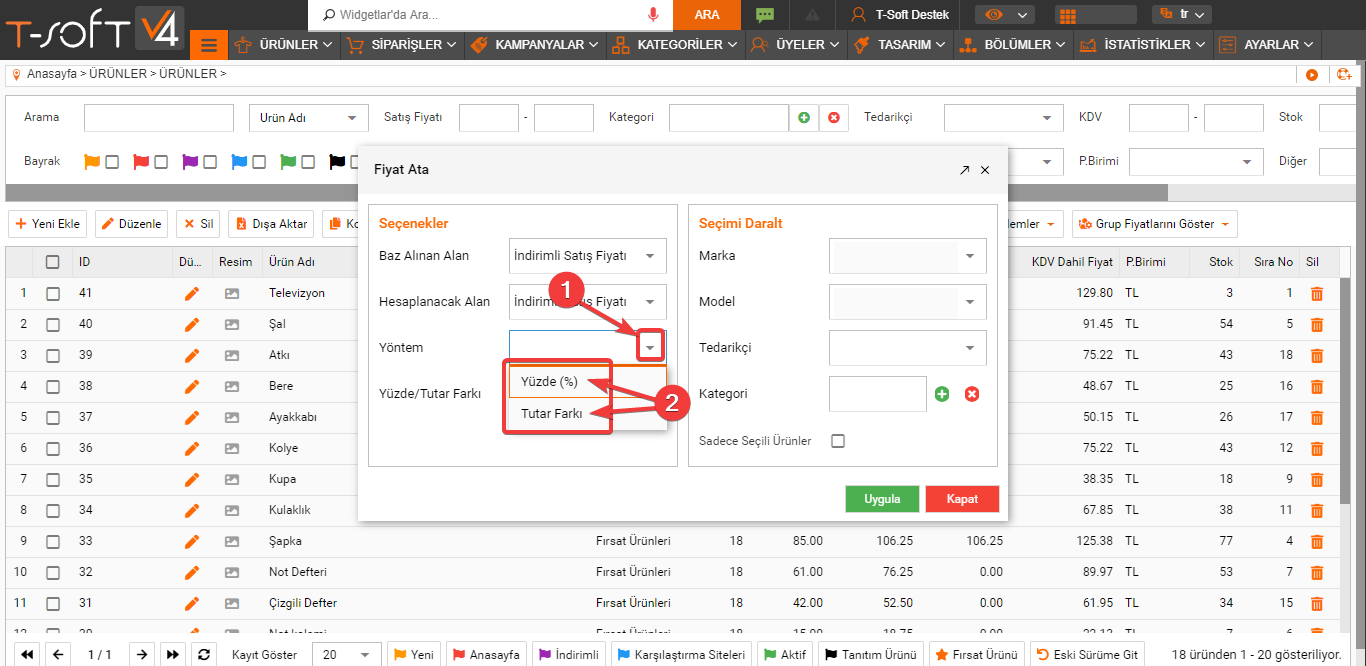 T-SOFT V4
Widgetlar'da Ara...
ARA
T-Soft Destek
tr
ÜRÜNLER
SİPARİŞLER
KAMPANYALAR
KATEGORİLER
ÜYELER
TASARIM
BÖLÜMLER
İSTATİSTİKLER
AYARLAR
Anasayfa > ÜRÜNLER > ÜRÜNLER >
Arama
Ürün Adı
Satış Fiyatı
-
Kategori
Tedarikçi
KDV
-
Stok
Bayrak
P.Birimi
Diğer
Yeni Ekle
Düzenle
Sil
Dışa Aktar
Grup Fiyatlarını Göster
ID
Dü...
Resim
Ürün Adı
KDV Dahil Fiyat
P.Birimi
Stok
Sıra No
Sil
1 41 Televizyon 129.80 TL 3 1
2 40 Şal 91.45 TL 54 5
3 39 Atkı 75.22 TL 43 18
4 38 Bere 48.67 TL 25 16
5 37 Ayakkabı 50.15 TL 26 17
6 36 Kolye 75.22 TL 43 12
7 35 Kupa 38.35 TL 18 9
8 34 Kulaklık 67.85 TL 38 11
9 33 Şapka Fırsat Ürünleri 18 85.00 106.25 106.25 125.38 TL 77 4
10 32 Not Defteri Fırsat Ürünleri 18 61.00 76.25 0.00 89.97 TL 53 7
11 31 Çizgili Defter Fırsat Ürünleri 18 42.00 52.50 0.00 61.95 TL 34 15
Fiyat Ata
Seçenekler
Baz Alınan Alan
İndirimli Satış Fiyatı
Hesaplanacak Alan
1
Yöntem
Yüzde/Tutar Farkı
Yüzde (%)
Tutar Farkı
2
Seçimi Daralt
Marka
Model
Tedarikçi
Kategori
Sadece Seçili Ürünler
Uygula
Kapat
1 / 1
Kayıt Göster
20
Yeni
Anasayfa
İndirimli
Karşılaştırma Siteleri
Aktif
Tanıtım Ürünü
Fırsat Ürünü
Eski Sürüme Git
18 üründen 1 - 20 gösteriliyor.